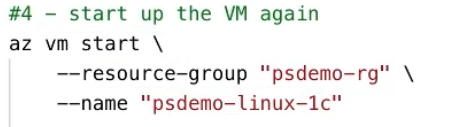 #4 - start up the VM again
az vm start \
--resource-group "psdemo-rg" \
--name "psdemo-linux-1c"